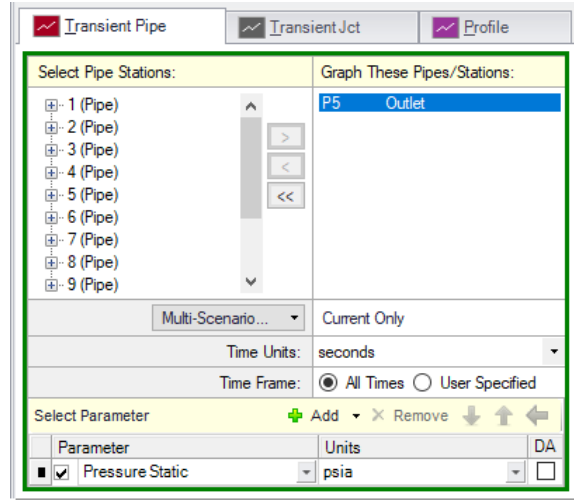 Transient Pipe Transient Jct Profile
Select Pipe Stations: Graph These Pipes/Stations:
1 (Pipe) P5 Outlet
2 (Pipe)
3 (Pipe) >
4 (Pipe) <
5 (Pipe) <<
6 (Pipe)
7 (Pipe)
8 (Pipe)
9 (Pipe)
Multi-Scenario... Current Only
Time Units: seconds
Time Frame: All Times User Specified
Select Parameter Add Remove
Parameter Units DA
Pressure Static psia